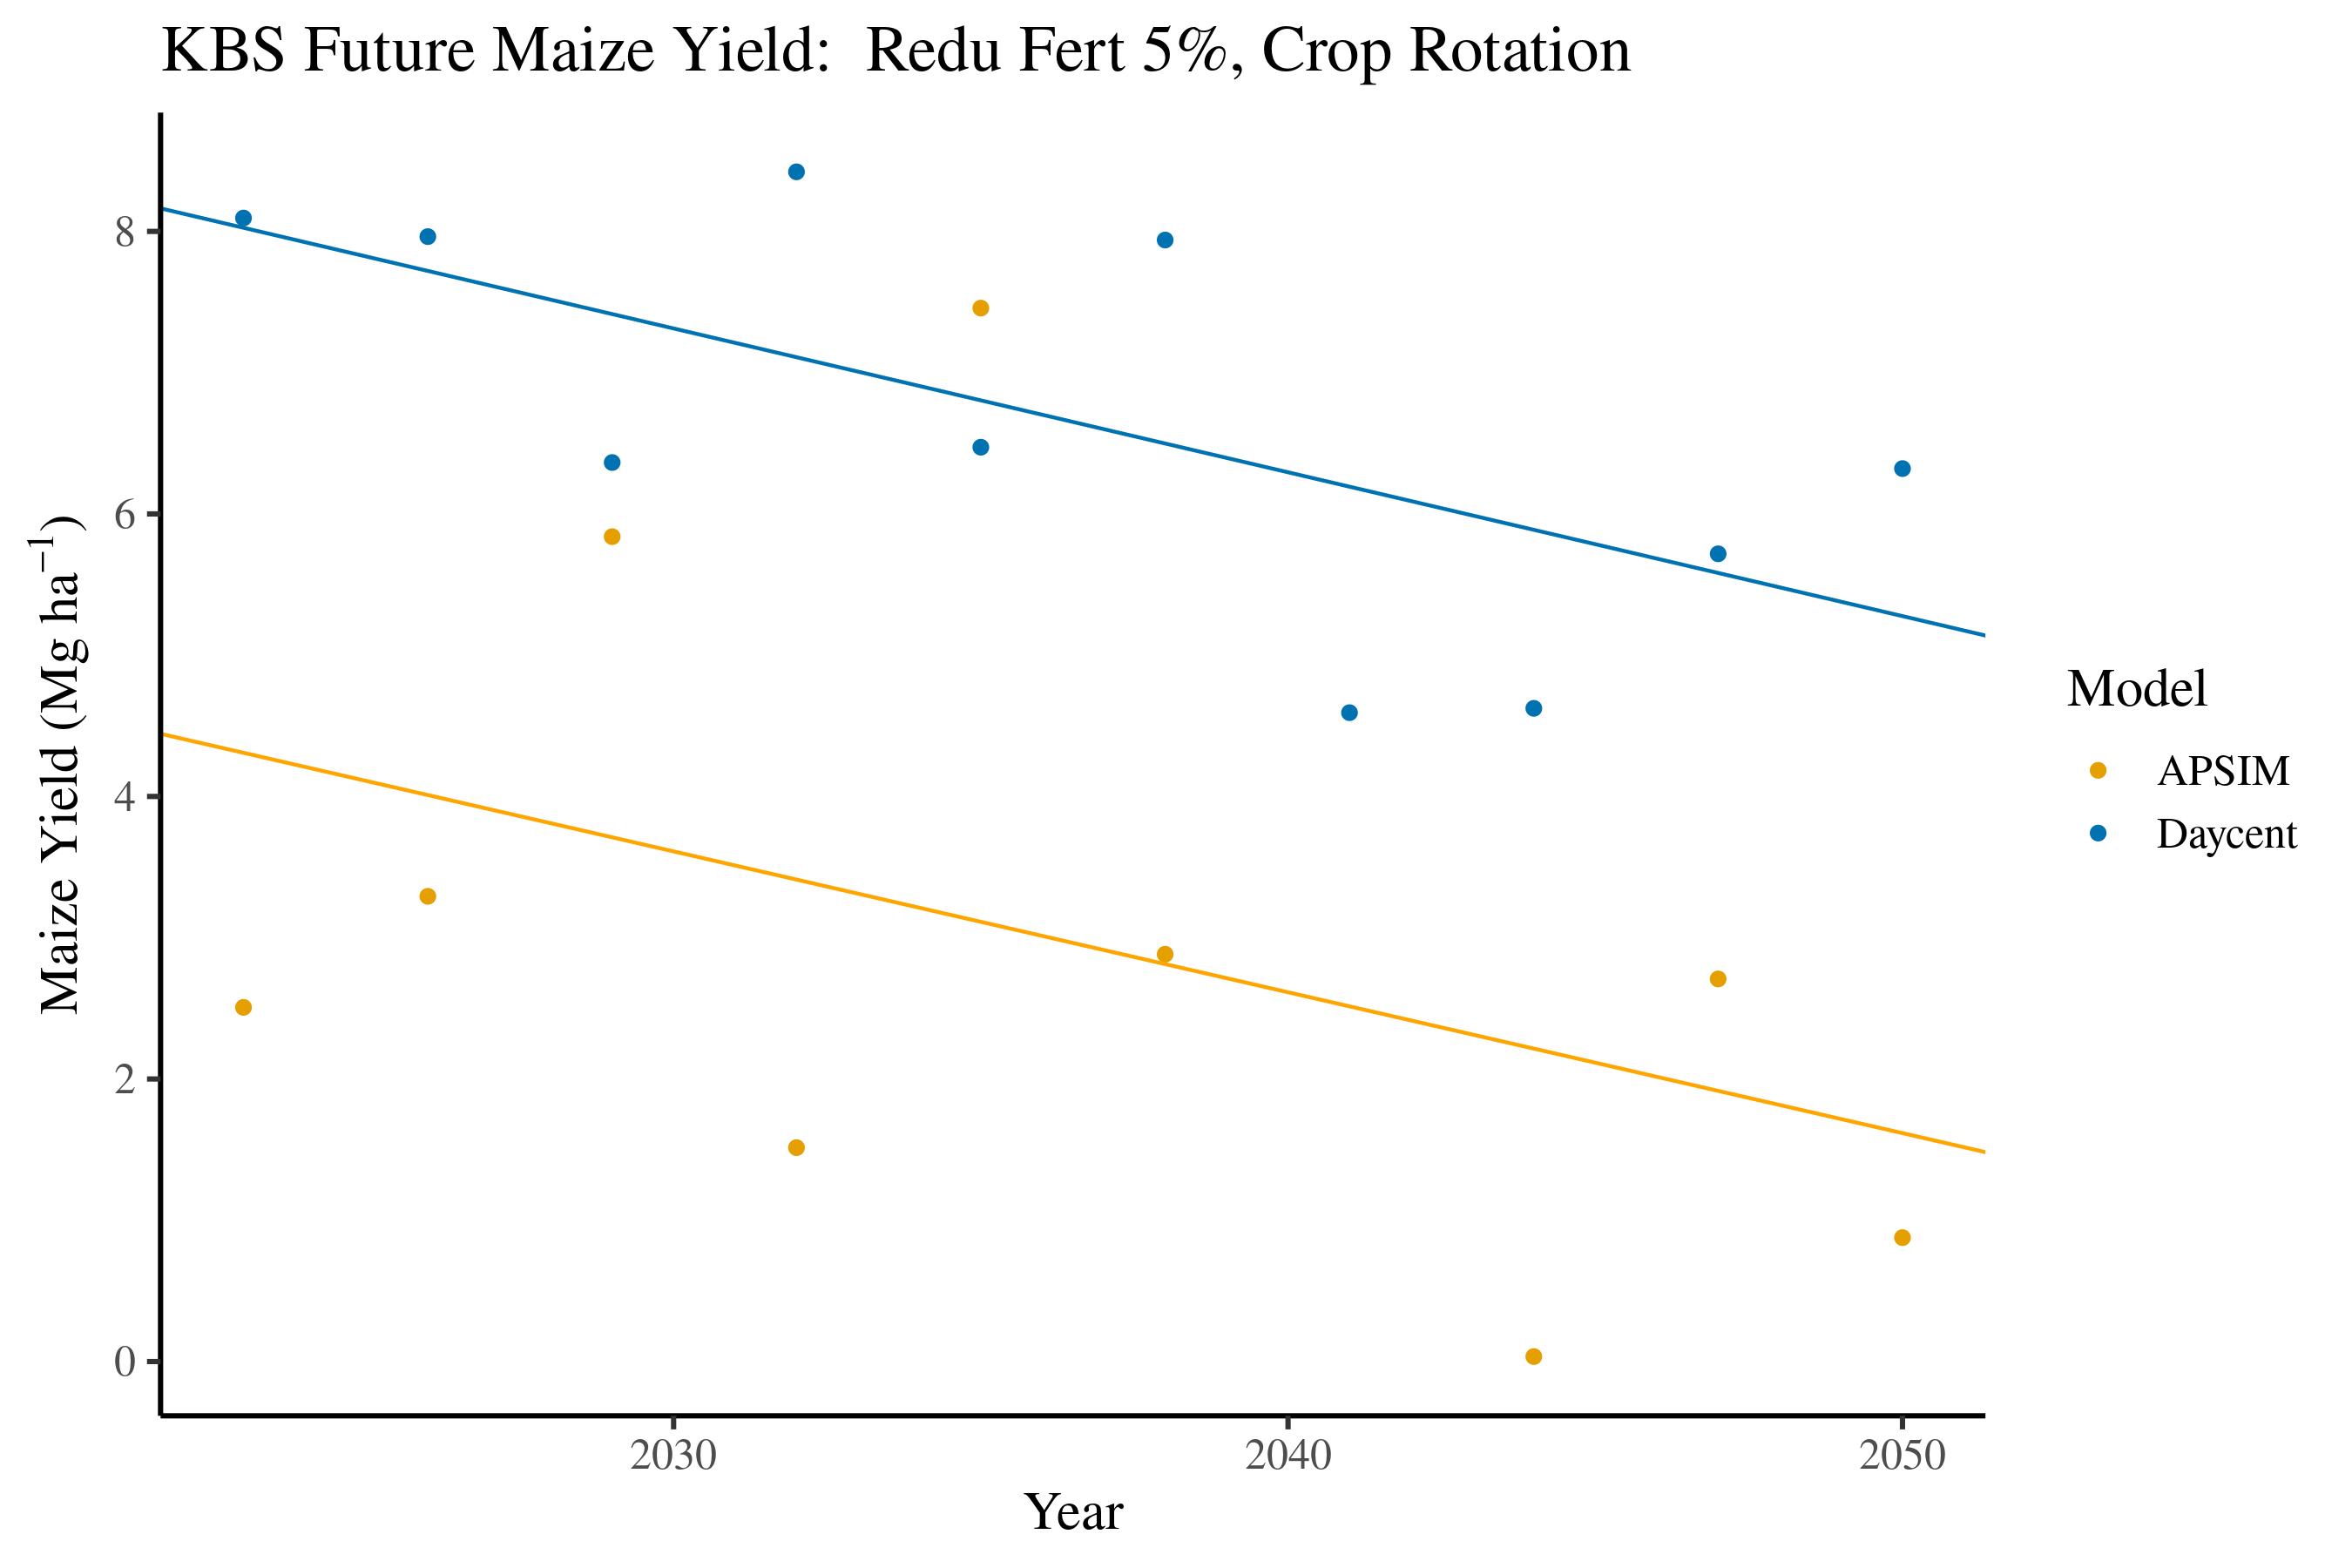 KBS Future Maize Yield:  Redu Fert 5%, Crop Rotation
Maize Yield (Mg ha⁻¹)
8
6
4
2
0
2030
2040
2050
Year
Model
APSIM
Daycent